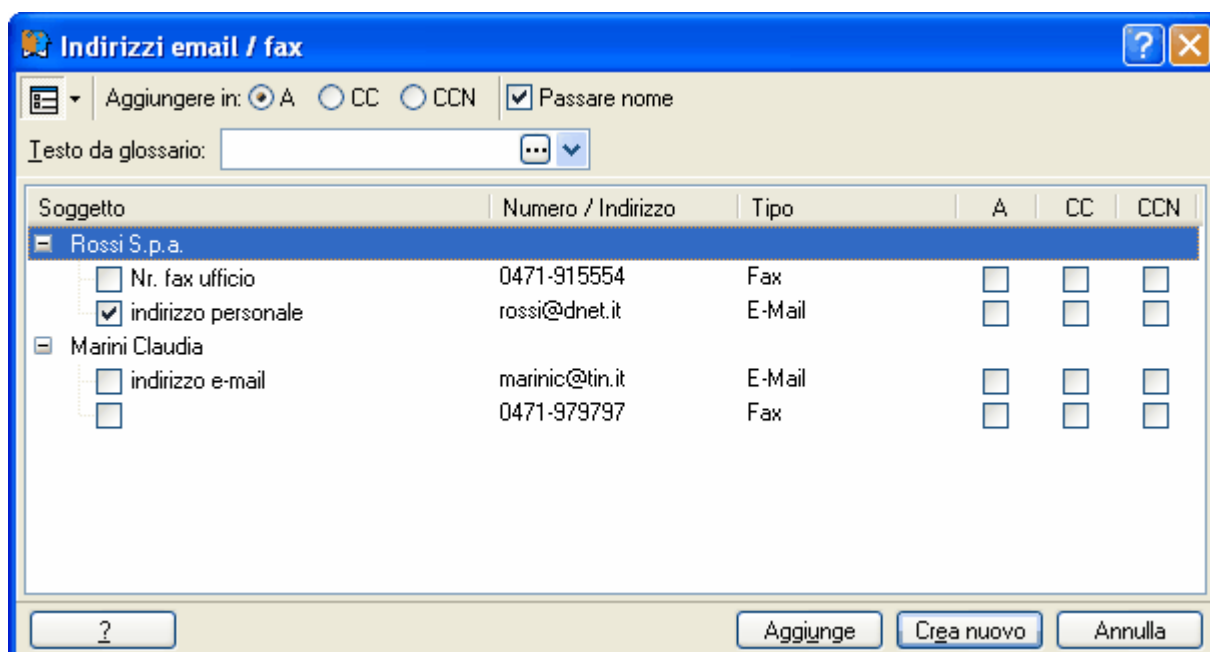 Indirizzi email / fax
Aggiungere in: A CC CCN Passare nome
Testo da glossario:
Soggetto Numero / Indirizzo Tipo A CC CCN
Rossi S.p.a.
Nr. fax ufficio 0471-915554 Fax
indirizzo personale rossi@dnet.it E-Mail
Marini Claudia
indirizzo e-mail marinic@tin.it E-Mail
0471-979797 Fax
? Aggiunge Crea nuovo Annulla